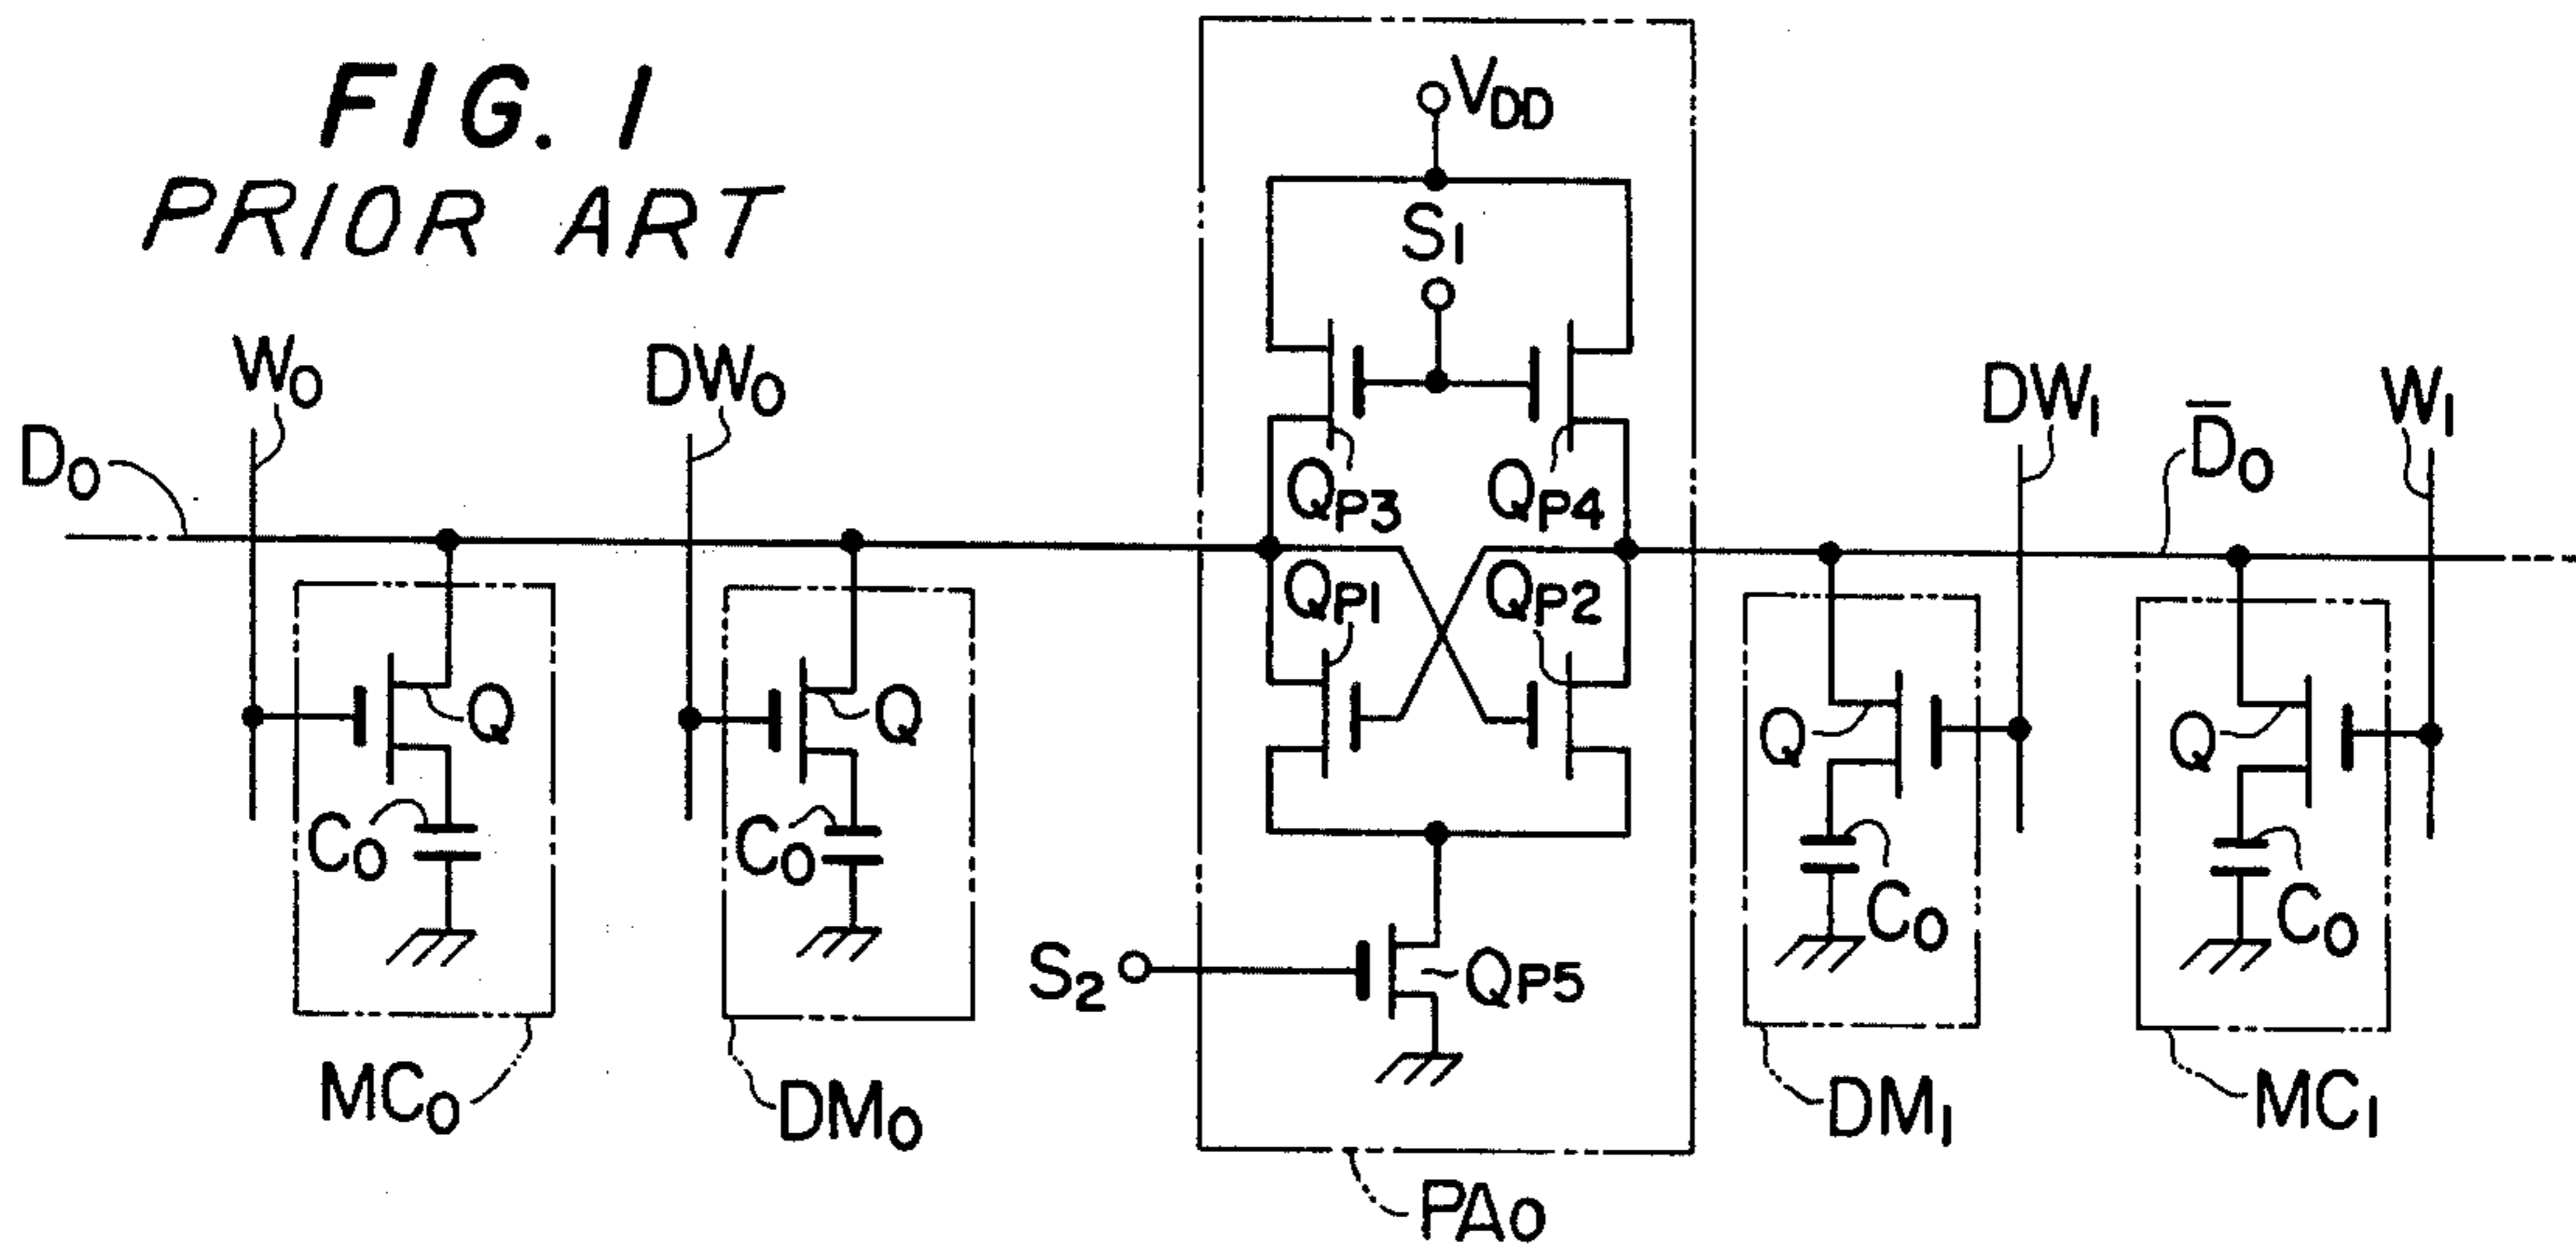 FIG. 1
PRIOR ART
VDD
S1
W0
DW0
DW1
D̅0
W1
D0
QP3
QP4
QP1
QP2
Q
Q
Q
Q
C0
C0
C0
C0
S2
QP5
MC0
DM0
DM1
MC1
PA0